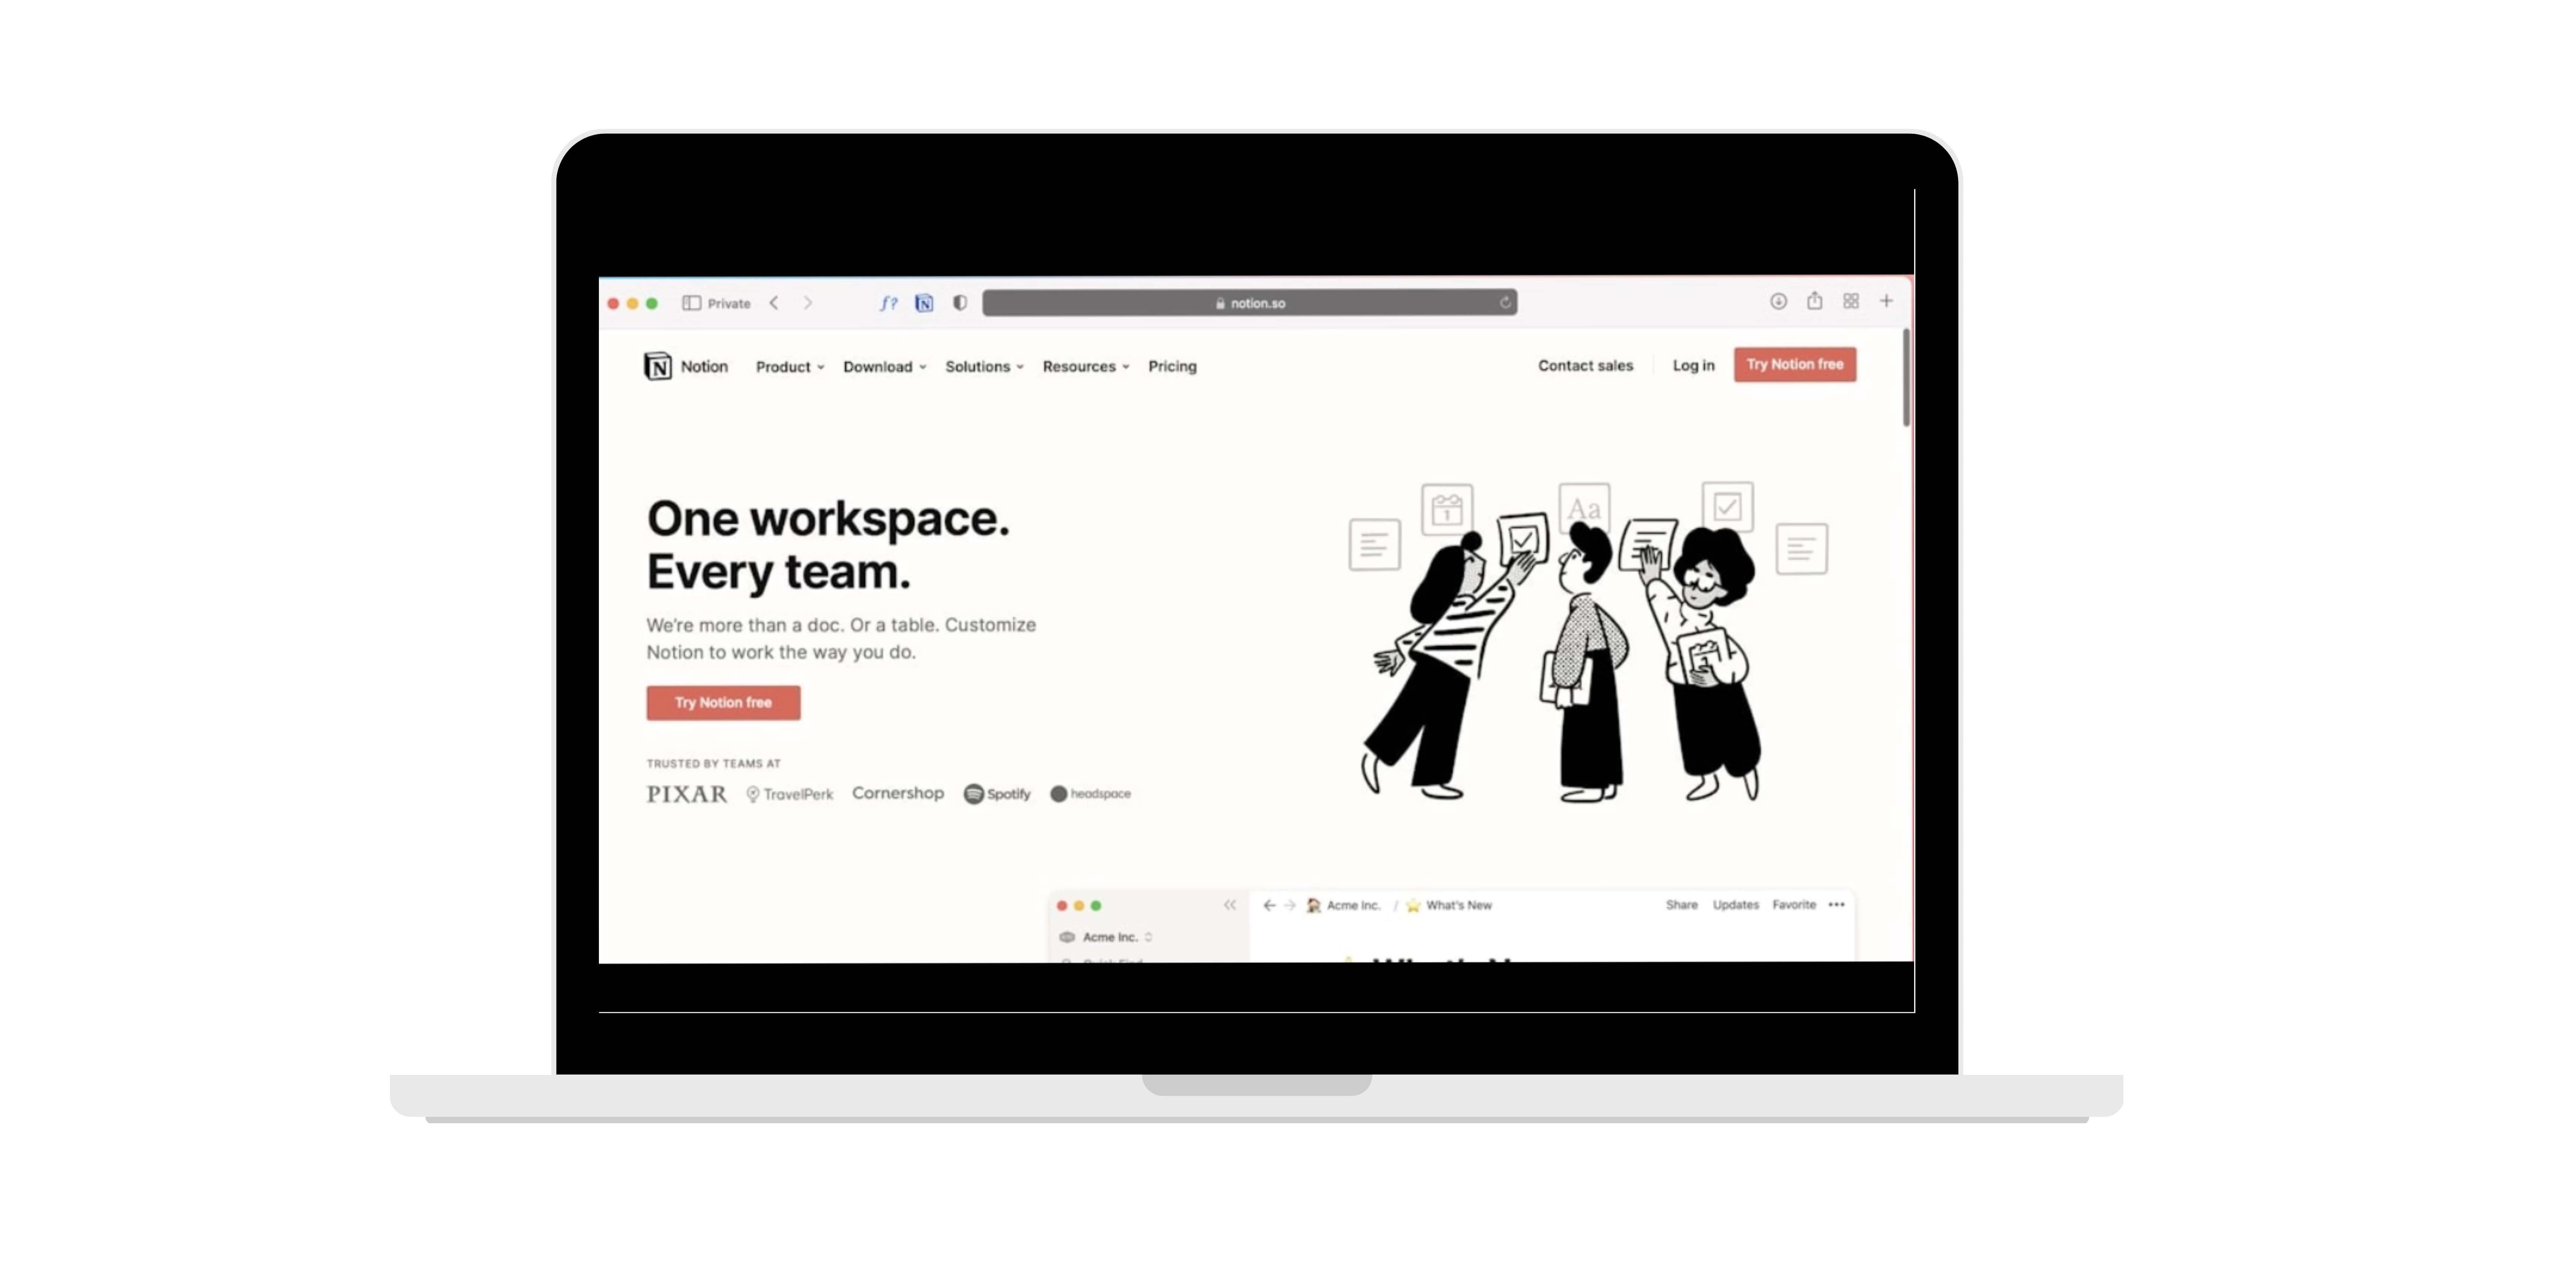 Private
f?
N
notion.so
N Notion
Product
Download
Solutions
Resources
Pricing
Contact sales
Log in
Try Notion free
One workspace.
Every team.
We're more than a doc. Or a table. Customize
Notion to work the way you do.
Try Notion free
TRUSTED BY TEAMS AT
PIXAR TravelPerk Cornershop Spotify headspace
1
Aa
Acme Inc. / What's New
Share Updates Favorite
Acme Inc.